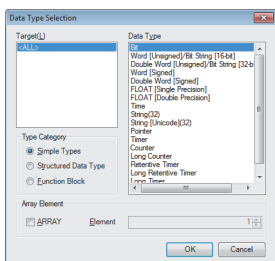 Data Type Selection
Target(L)
<ALL>
Data Type
Bit
Word [Unsigned]/Bit String [16-bit]
Double Word [Unsigned]/Bit String [32-b
Word [Signed]
Double Word [Signed]
FLOAT [Single Precision]
FLOAT [Double Precision]
Time
String(32)
String [Unicode](32)
Pointer
Timer
Counter
Long Counter
Retentive Timer
Long Retentive Timer
Long Timer
Type Category
Simple Types
Structured Data Type
Function Block
Array Element
ARRAY
Element
1
OK
Cancel